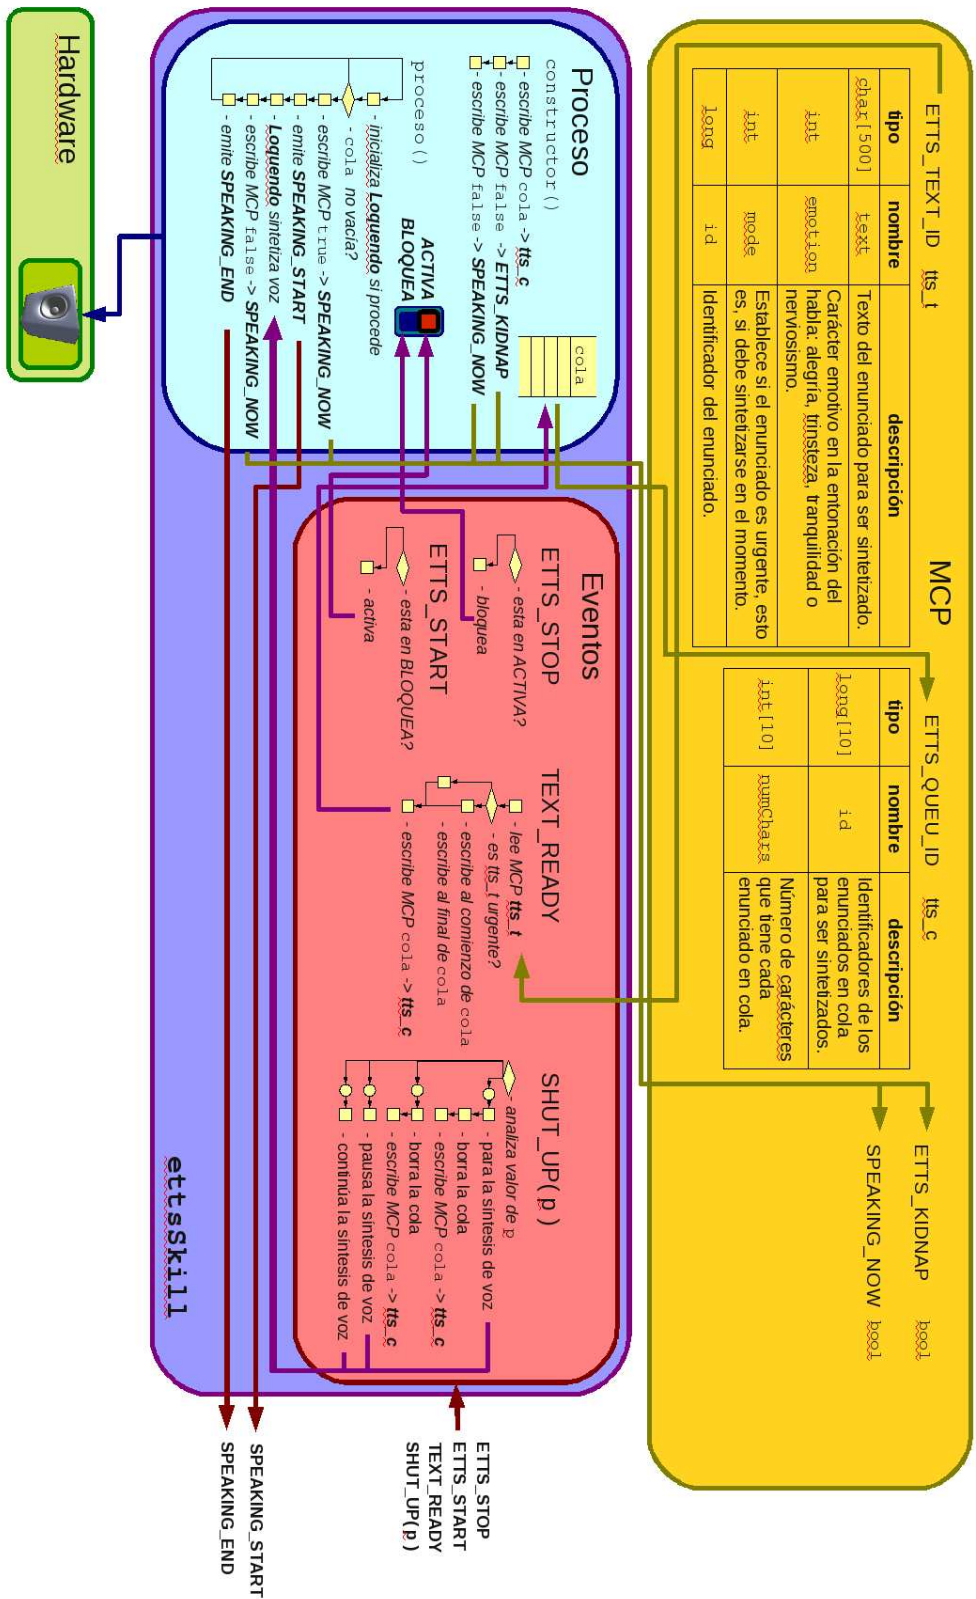 MCP
ETTS_TEXT_ID tts_t
tipo nombre descripción
char[500] text Texto del enunciado para ser sintetizado.
int emotion Carácter emotivo en la entonación del
habla: alegría, trinsteza, tranquilidad o
nerviosismo.
int mode Establece si el enunciado es urgente, esto
es, si debe sintetizarse en el momento.
long id Identificador del enunciado.
ETTS_QUEU_ID tts_c
tipo nombre descripción
long[10] id Identificadores de los
enunciados en cola
para ser sintetizados.
int[10] numChars Número de carácteres
que tiene cada
enunciado en cola.
ETTS_KIDNAP bool
SPEAKING_NOW bool
Proceso
constructor()
- escribe MCP cola -> tts_c
- escribe MCP false -> ETTS_KIDNAP
- escribe MCP false -> SPEAKING_NOW
cola
ACTIVA
BLOQUEA
proceso()
- inicializa Loquendo si procede
- cola no vacia?
- escribe MCP true -> SPEAKING_NOW
- emite SPEAKING_START
- Loquendo sintetiza voz
- escribe MCP false -> SPEAKING_NOW
- emite SPEAKING_END
Eventos
ETTS_STOP
- esta en ACTIVA?
- bloquea
ETTS_START
- esta en BLOQUEA?
- activa
TEXT_READY
- lee MCP tts_t
- es tts_t urgente?
- escribe al comienzo de cola
- escribe al final de cola
- escribe MCP cola -> tts_c
SHUT_UP(p)
- analiza valor de p
- para la síntesis de voz
- borra la cola
- escribe MCP cola -> tts_c
- borra la cola
- escribe MCP cola -> tts_c
- pausa la síntesis de voz
- continúa la síntesis de voz
ettsSkill
ETTS_STOP
ETTS_START
TEXT_READY
SHUT_UP(p)
SPEAKING_START
SPEAKING_END
Hardware